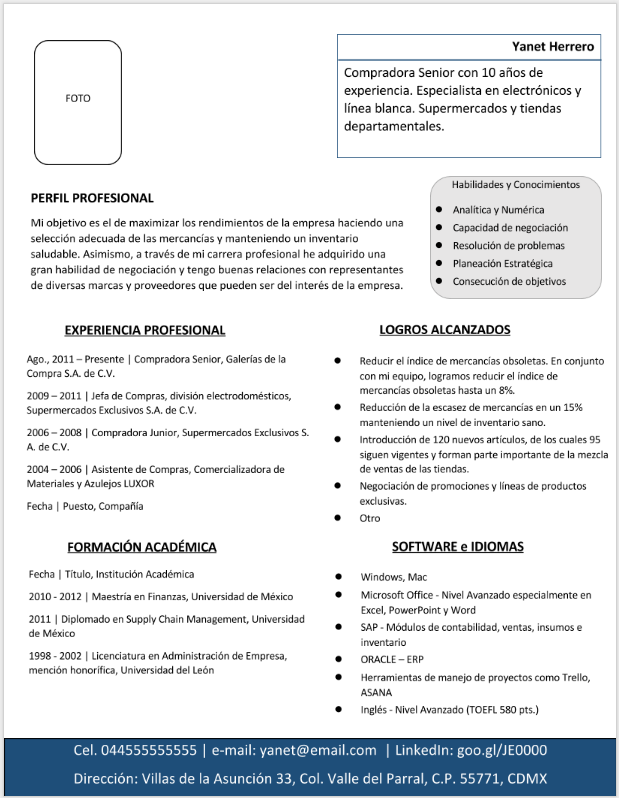 FOTO
Yanet Herrero
Compradora Senior con 10 años de
experiencia. Especialista en electrónicos y
línea blanca. Supermercados y tiendas
departamentales.
PERFIL PROFESIONAL
Mi objetivo es el de maximizar los rendimientos de la empresa haciendo una
selección adecuada de las mercancías y manteniendo un inventario
saludable. Asimismo, a través de mi carrera profesional he adquirido una
gran habilidad de negociación y tengo buenas relaciones con representantes
de diversas marcas y proveedores que pueden ser del interés de la empresa.
Habilidades y Conocimientos
● Analítica y Numérica
● Capacidad de negociación
● Resolución de problemas
● Planeación Estratégica
● Consecución de objetivos
EXPERIENCIA PROFESIONAL
Ago., 2011 – Presente | Compradora Senior, Galerías de la
Compra S.A. de C.V.
2009 – 2011 | Jefa de Compras, división electrodomésticos,
Supermercados Exclusivos S.A. de C.V.
2006 – 2008 | Compradora Junior, Supermercados Exclusivos S.
A. de C.V.
2004 – 2006 | Asistente de Compras, Comercializadora de
Materiales y Azulejos LUXOR
Fecha | Puesto, Compañía
LOGROS ALCANZADOS
● Reducir el índice de mercancías obsoletas. En conjunto
con mi equipo, logramos reducir el índice de
mercancías obsoletas hasta un 8%.
● Reducción de la escasez de mercancías en un 15%
manteniendo un nivel de inventario sano.
● Introducción de 120 nuevos artículos, de los cuales 95
siguen vigentes y forman parte importante de la mezcla
de ventas de las tiendas.
● Negociación de promociones y líneas de productos
exclusivas.
● Otro
FORMACIÓN ACADÉMICA
Fecha | Título, Institución Académica
2010 - 2012 | Maestría en Finanzas, Universidad de México
2011 | Diplomado en Supply Chain Management, Universidad
de México
1998 - 2002 | Licenciatura en Administración de Empresa,
mención honorífica, Universidad del León
SOFTWARE e IDIOMAS
● Windows, Mac
● Microsoft Office - Nivel Avanzado especialmente en
Excel, PowerPoint y Word
● SAP - Módulos de contabilidad, ventas, insumos e
inventario
● ORACLE – ERP
● Herramientas de manejo de proyectos como Trello,
ASANA
● Inglés - Nivel Avanzado (TOEFL 580 pts.)
Cel. 044555555555 | e-mail: yanet@email.com | LinkedIn: goo.gl/JE0000
Dirección: Villas de la Asunción 33, Col. Valle del Parral, C.P. 55771, CDMX